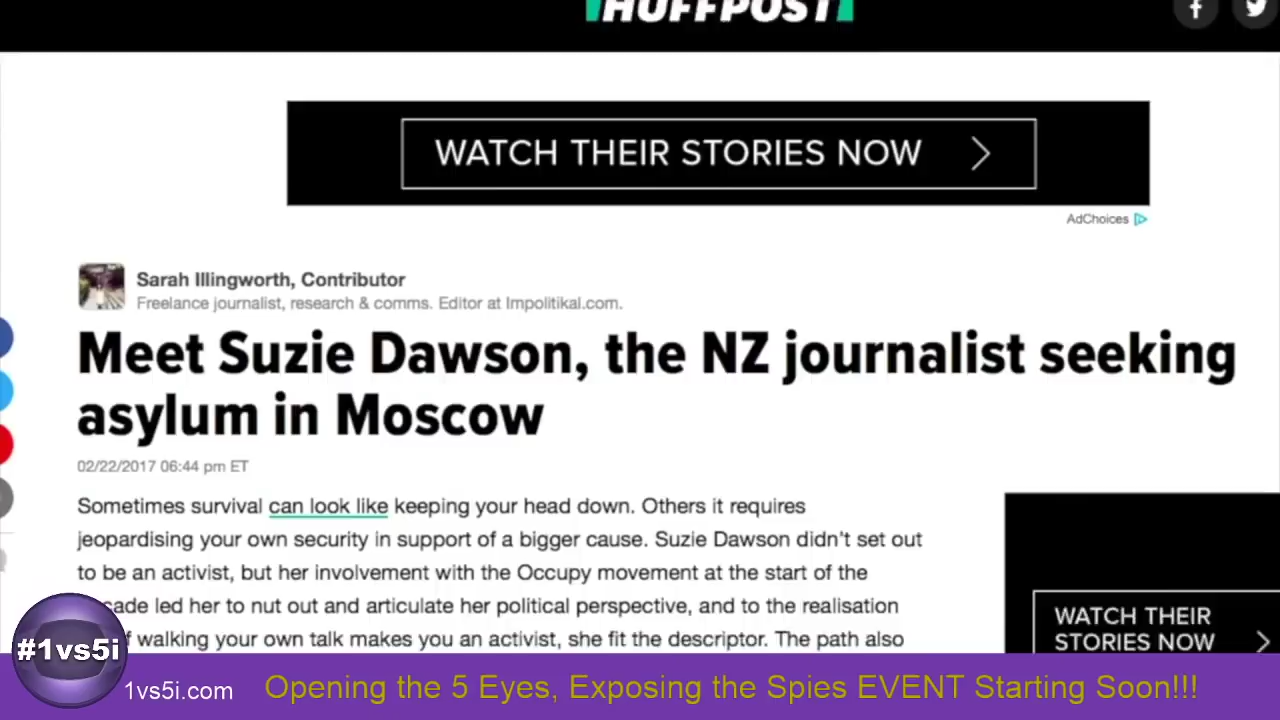 HUFFPOST
WATCH THEIR STORIES NOW
AdChoices
Sarah Illingworth, Contributor
Freelance journalist, research & comms. Editor at Impolitikal.com.
Meet Suzie Dawson, the NZ journalist seeking
asylum in Moscow
02/22/2017 06:44 pm ET
Sometimes survival can look like keeping your head down. Others it requires
jeopardising your own security in support of a bigger cause. Suzie Dawson didn't set out
to be an activist, but her involvement with the Occupy movement at the start of the
led her to nut out and articulate her political perspective, and to the realisation
walking your own talk makes you an activist, she fit the descriptor. The path also
WATCH THEIR
STORIES NOW
#1vs5i
1vs5i.com
Opening the 5 Eyes, Exposing the Spies EVENT Starting Soon!!!